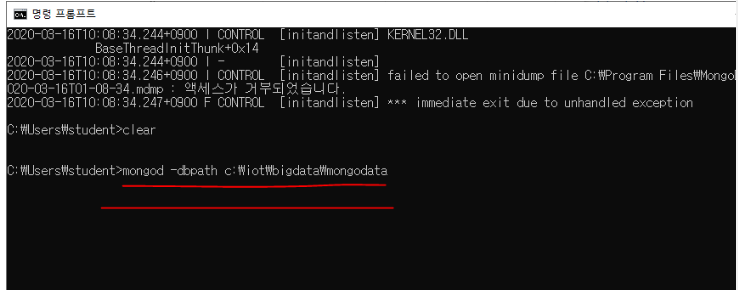 명령 프롬프트
2020-03-16T10:08:34.244+0900 I CONTROL  [initandlisten] KERNEL32.DLL
BaseThreadInitThunk+0x14
2020-03-16T10:08:34.244+0900 I -        [initandlisten]
2020-03-16T10:08:34.246+0900 I CONTROL  [initandlisten] failed to open minidump file C:₩Program Files₩Mongo
020-03-16T01-08-34.mdmp : 액세스가 거부되었습니다.
2020-03-16T10:08:34.247+0900 F CONTROL  [initandlisten] *** immediate exit due to unhandled exception
C:₩Users₩student>clear
C:₩Users₩student>mongod -dbpath c:₩iot₩bigdata₩mongodata